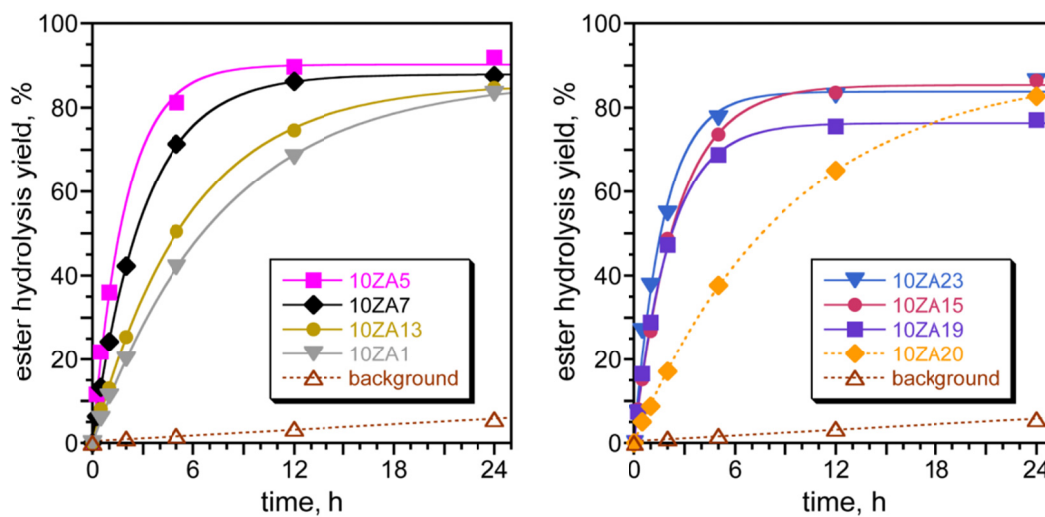 100
80
60
40
20
0
ester hydrolysis yield, %
10ZA5
10ZA7
10ZA13
10ZA1
background
0 6 12 18 24
time, h
100
80
60
40
20
0
ester hydrolysis yield, %
10ZA23
10ZA15
10ZA19
10ZA20
background
0 6 12 18 24
time, h